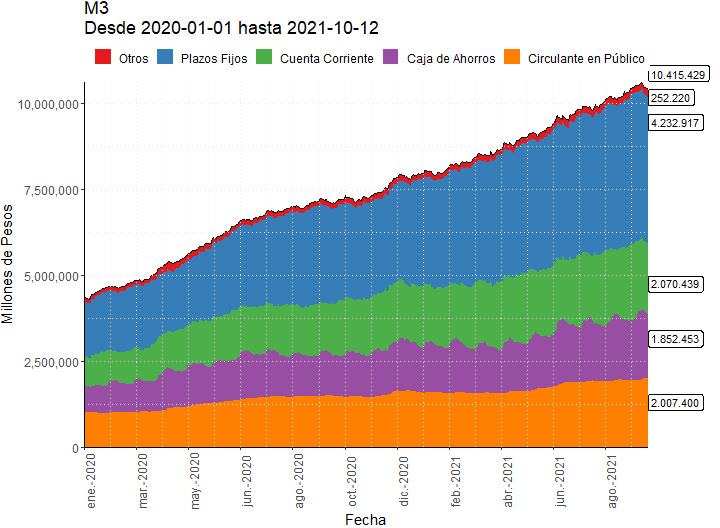 M3
Desde 2020-01-01 hasta 2021-10-12
Otros Plazos Fijos Cuenta Corriente Caja de Ahorros Circulante en Público
10.415.429
10,000,000
252.220
4.232.917
7,500,000
5,000,000
2.070.439
2,500,000
1.852.453
2.007.400
0
Millones de Pesos
ene.-2020 mar.-2020 may.-2020 jun.-2020 ago.-2020 oct.-2020 dic.-2020 feb.-2021 abr.-2021 jun.-2021 ago.-2021
Fecha